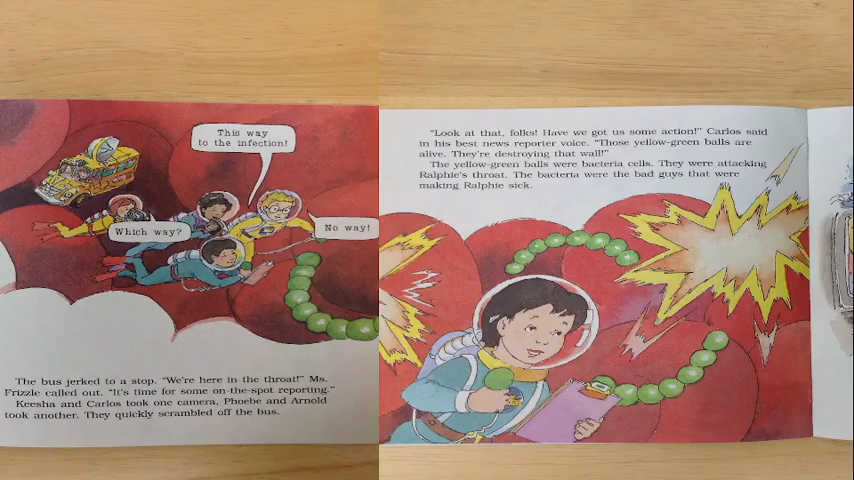 This way
to the infection!
Which way?
No way!
The bus jerked to a stop. "We're here in the throat!" Ms.
Frizzle called out. "It's time for some on-the-spot reporting."
Keesha and Carlos took one camera. Phoebe and Arnold
took another. They quickly scrambled off the bus.
"Look at that, folks! Have we got us some action!" Carlos said
in his best news reporter voice. "Those yellow-green balls are
alive. They're destroying that wall!"
The yellow-green balls were bacteria cells. They were attacking
Ralphie's throat. The bacteria were the bad guys that were
making Ralphie sick.